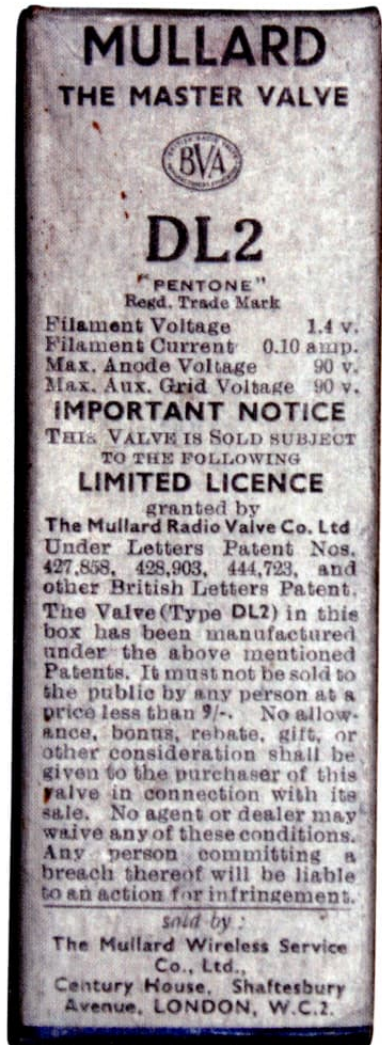 MULLARD
THE MASTER VALVE
BVA
DL2
"PENTONE"
Regd. Trade Mark
Filament Voltage 1.4 v.
Filament Current 0.10 amp.
Max. Anode Voltage 90 v.
Max. Aux. Grid Voltage 90 v.
IMPORTANT NOTICE
THIS VALVE IS SOLD SUBJECT
TO THE FOLLOWING
LIMITED LICENCE
granted by
The Mullard Radio Valve Co. Ltd
Under Letters Patent Nos.
427,858, 428,903, 444,723, and
other British Letters Patent.
The Valve (Type DL2) in this
box has been manufactured
under the above mentioned
Patents. It must not be sold to
the public by any person at a
price less than 9/-. No allow-
ance, bonus, rebate, gift, or
other consideration shall be
given to the purchaser of this
valve in connection with its
sale. No agent or dealer may
waive any of these conditions.
Any person committing a
breach thereof will be liable
to an action for infringement.
sold by :
The Mullard Wireless Service
Co., Ltd.,
Century House, Shaftesbury
Avenue, LONDON, W.C.2.